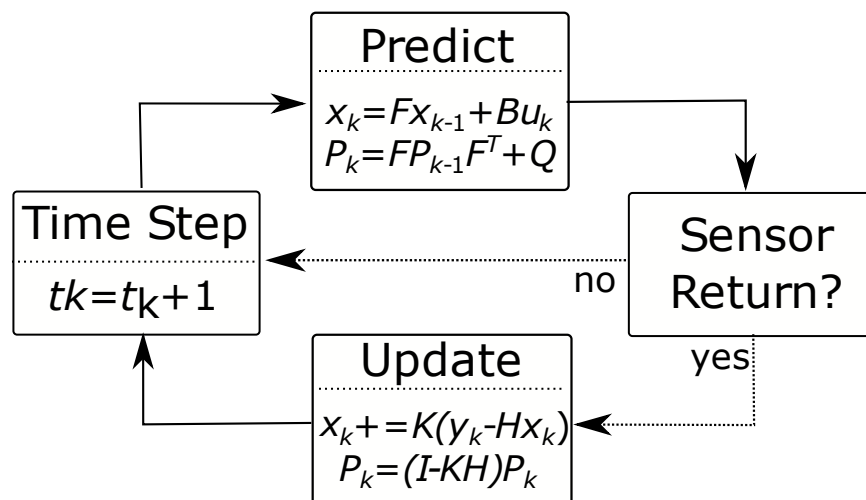 Predict
xₖ=Fxₖ₋₁+Buₖ
Pₖ=FPₖ₋₁Fᵀ+Q
Time Step
tk=tₖ+1
Sensor
Return?
no
yes
Update
xₖ+=K(yₖ-Hxₖ)
Pₖ=(I-KH)Pₖ